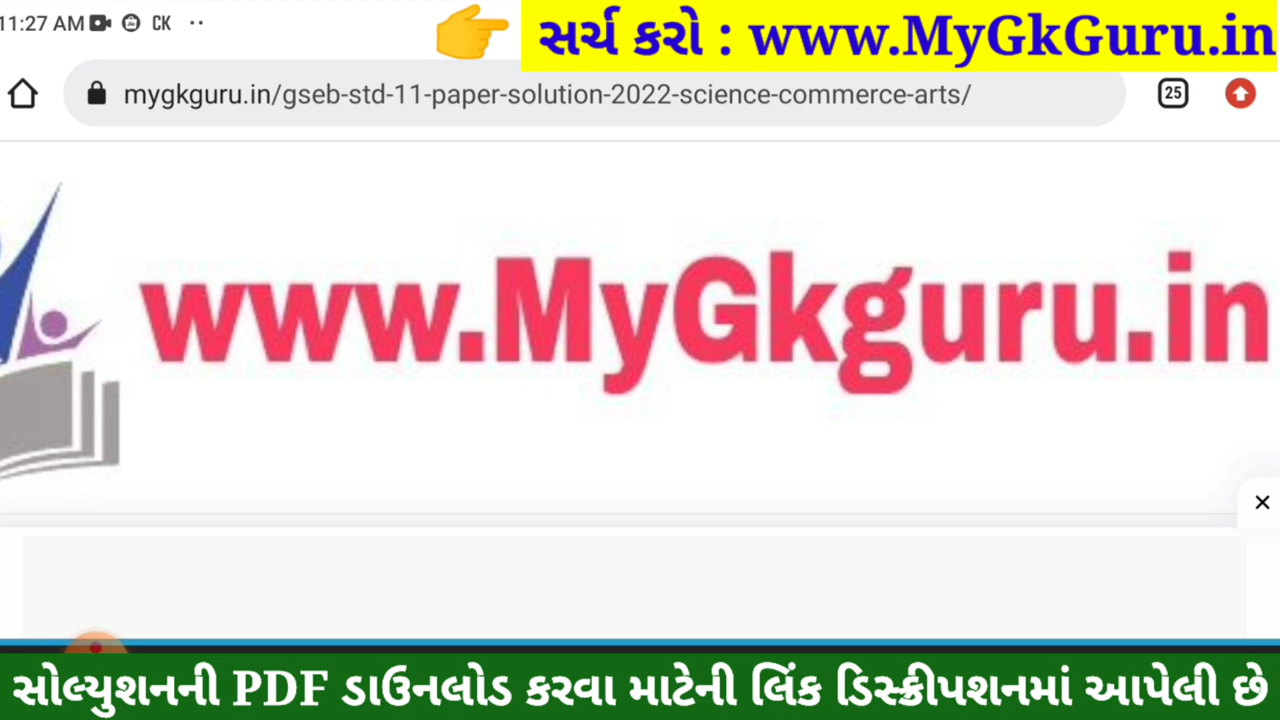 11:27 AM CK
સર્ચ કરો : www.MyGkGuru.in
mygkguru.in/gseb-std-11-paper-solution-2022-science-commerce-arts/
25
www.MyGkguru.in
સોલ્યુશનની PDF ડાઉનલોડ કરવા માટેની લિંક ડિસ્ક્રીપશનમાં આપેલી છે